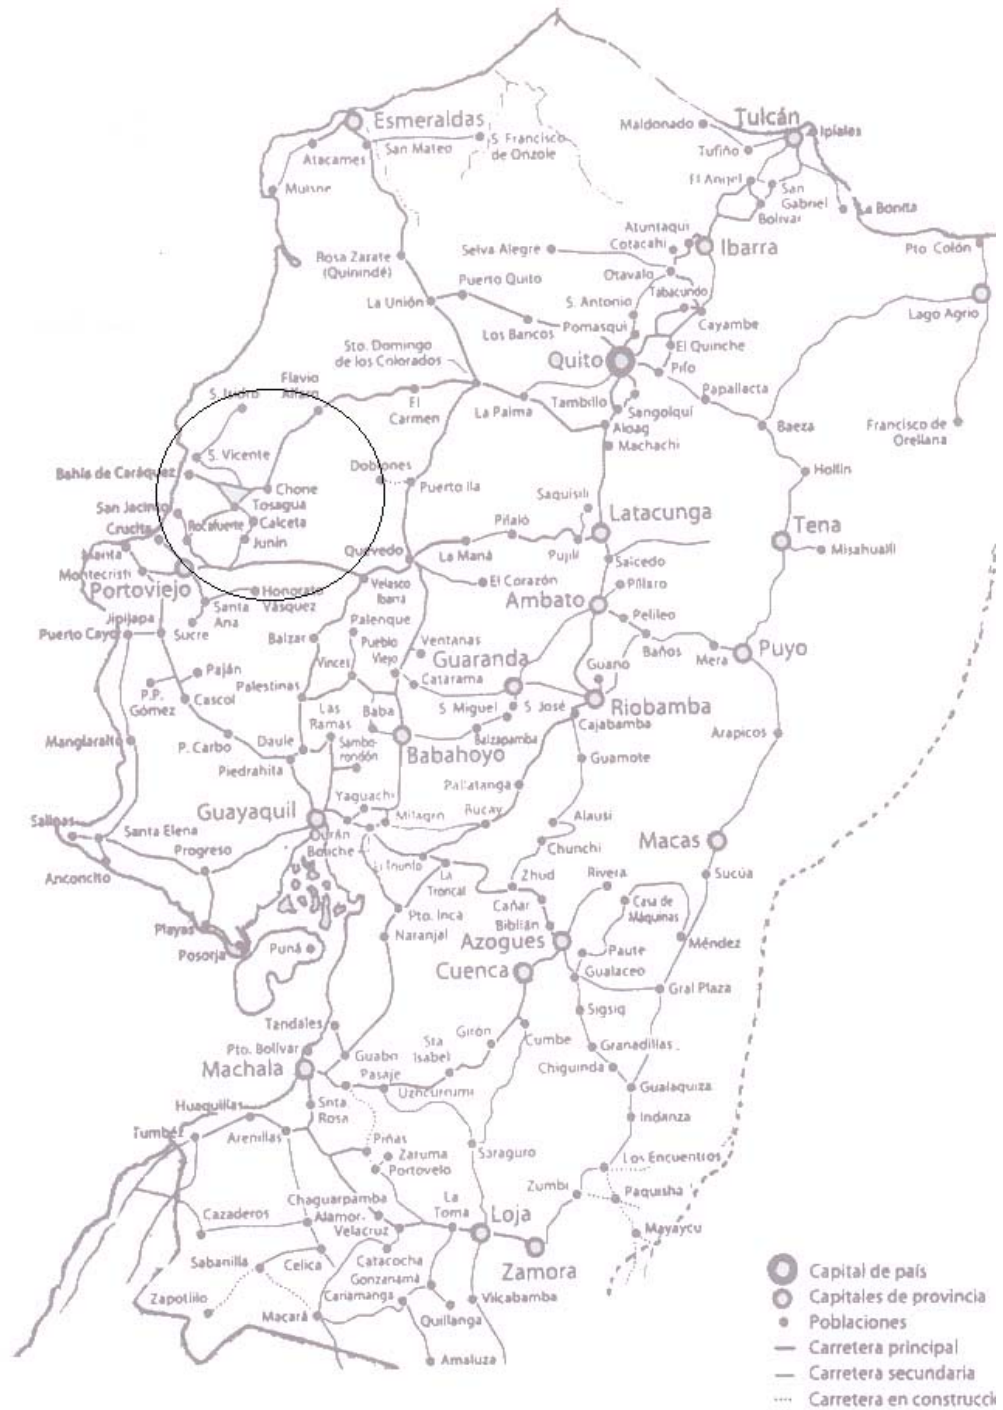 Esmeraldas
Tulcán
Maldonado
Ipiales
S. Francisco
de Onzole
San Mateo
Tufiño
Atacames
El Angel
San
Gabriel
Muisne
La Bonita
Bolívar
Atuntaqui
Cotacahi
Ibarra
Selva Alegre
Pto Colón
Rosa Zarate
(Quinindé)
Otavalo
Puerto Quito
Tabacundo
La Unión
S. Antonio
Lago Agrio
Los Bancos
Pomasqui
Cayambe
Sto. Domingo
de los Colorados
El Quinche
Quito
Pifo
Flavio
Alfaro
S. Isidro
El
Carmen
La Palma
Tambillo
Sangolquí
Papallacta
Aloag
Baeza
Francisco de
Orellana
Machachi
S. Vicente
Bahía de Caráquez
Dobrones
Hollín
Chone
Puerto Ila
San Jacinto
Tosagua
Saquisilí
Crucita
Rocafuerte
Calceta
Pilaló
Latacunga
Tena
Manta
Junín
Quevedo
La Maná
Pujilí
Misahuallí
Montecristi
Salcedo
Portoviejo
Velasco
Ibarra
El Corazón
Píllaro
Honorato
Vásquez
Ambato
Santa
Ana
Palenque
Pelileo
Jipijapa
Puerto Cayo
Sucre
Balzar
Pueblo
Viejo
Ventanas
Baños
Mera
Puyo
Guaranda
Guano
Paján
Vinces
Catarama
P.P.
Gómez
Cascol
Palestinas
Las
Ramas
Baba
S. Miguel
S. José
Riobamba
Cajabamba
Manglaralto
P. Carbo
Daule
Sambo-
rondón
Babahoyo
Balzapamba
Arapicos
Piedrahita
Guamote
Pallatanga
Yaguachi
Guayaquil
Milagro
Bucay
Salinas
Santa Elena
Durán
Alausí
Macas
Progreso
Boliche
Chunchi
Anconcito
El Triunfo
La
Troncal
Zhud
Rivera
Sucúa
Cañar
Casa de
Máquinas
Pto. Inca
Biblián
Playas
Naranjal
Azogues
Paute
Méndez
Posorja
Puná
Cuenca
Gualaceo
Gral Plaza
Sigsig
Tandales
Girón
Sta
Isabel
Cumbe
Granadillas
Pto. Bolívar
Guabo
Machala
Pasaje
Chiguinda
Uzhcurrumi
Gualaquiza
Huaquillas
Snta
Rosa
Indanza
Tumbéz
Arenillas
Piñas
Zaruma
Portovelo
Saraguro
Los Encuentros
Zumbi
Paquisha
Chaguarpamba
La
Toma
Loja
Cazaderos
Alamor
Velacruz
Mayaycu
Sabanilla
Celica
Catacocha
Zamora
Gonzanamá
Zapotillo
Cariamanga
Vilcabamba
Macará
Quillanga
Amaluza
Capital de país
Capitales de provincia
Poblaciones
Carretera principal
Carretera secundaria
Carretera en construcció